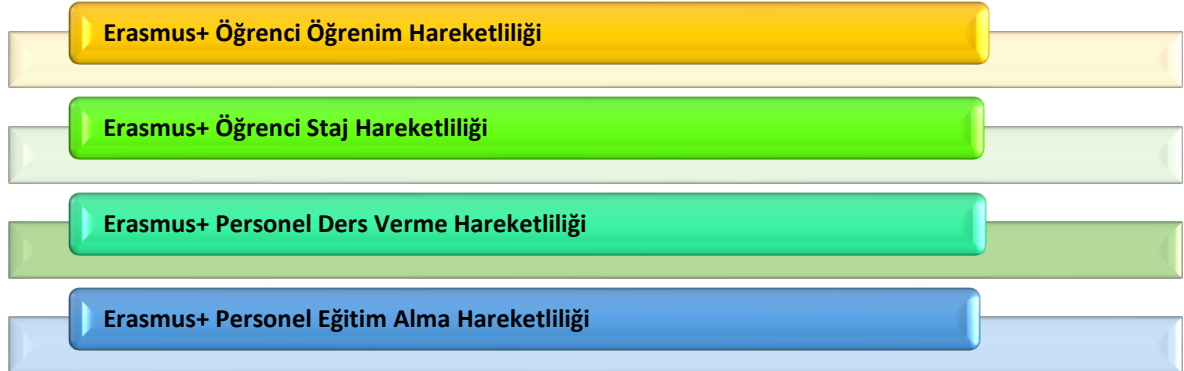 Erasmus+ Öğrenci Öğrenim Hareketliliği
Erasmus+ Öğrenci Staj Hareketliliği
Erasmus+ Personel Ders Verme Hareketliliği
Erasmus+ Personel Eğitim Alma Hareketliliği